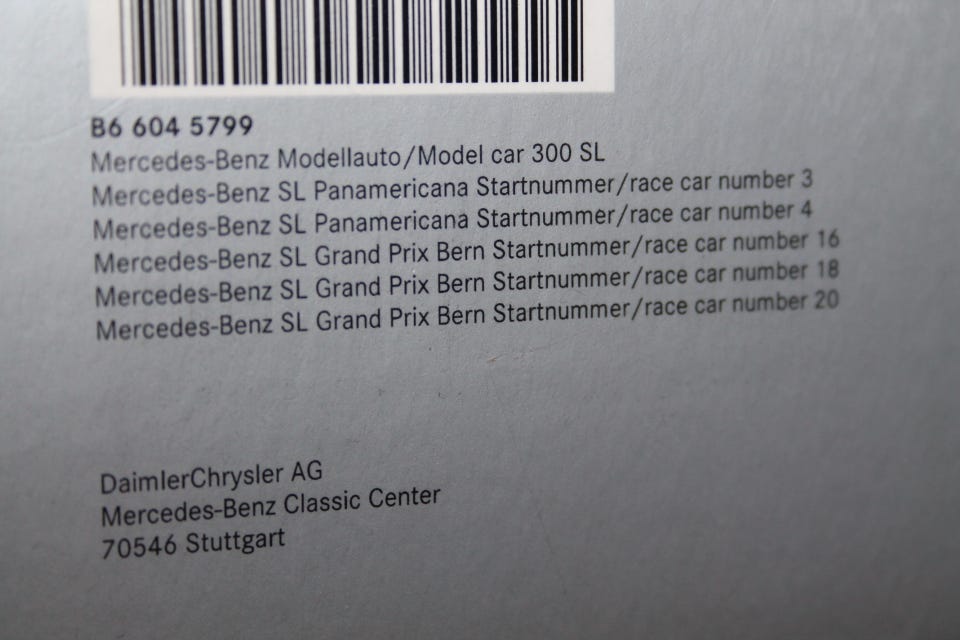 B6 604 5799
Mercedes-Benz Modellauto/Model car 300 SL
Mercedes-Benz SL Panamericana Startnummer/race car number 3
Mercedes-Benz SL Panamericana Startnummer/race car number 4
Mercedes-Benz SL Grand Prix Bern Startnummer/race car number 16
Mercedes-Benz SL Grand Prix Bern Startnummer/race car number 18
Mercedes-Benz SL Grand Prix Bern Startnummer/race car number 20
DaimlerChrysler AG
Mercedes-Benz Classic Center
70546 Stuttgart